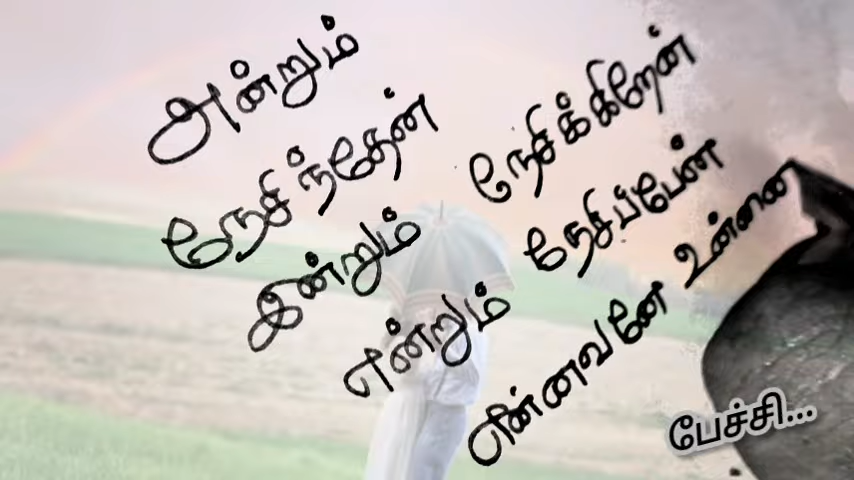 அன்றும்
நேசிந்தேன்
இன்றும் நேசிக்கிறேன்
என்றும் நேசிப்பேன்
என்னவனே உன்னை
பேச்சி...